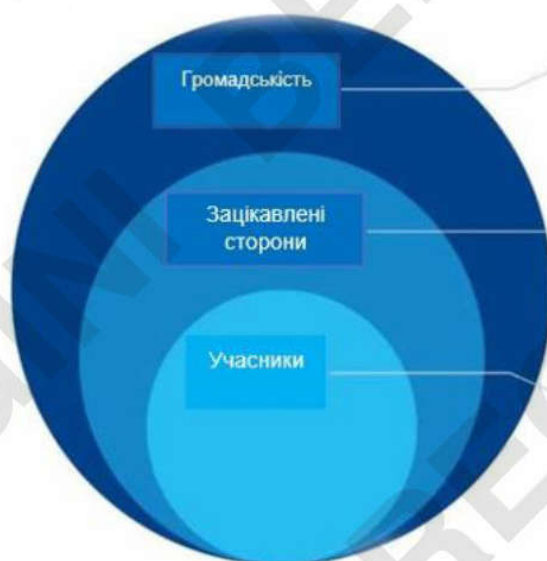 Громадськість
Зацікавлені
сторони
Учасники